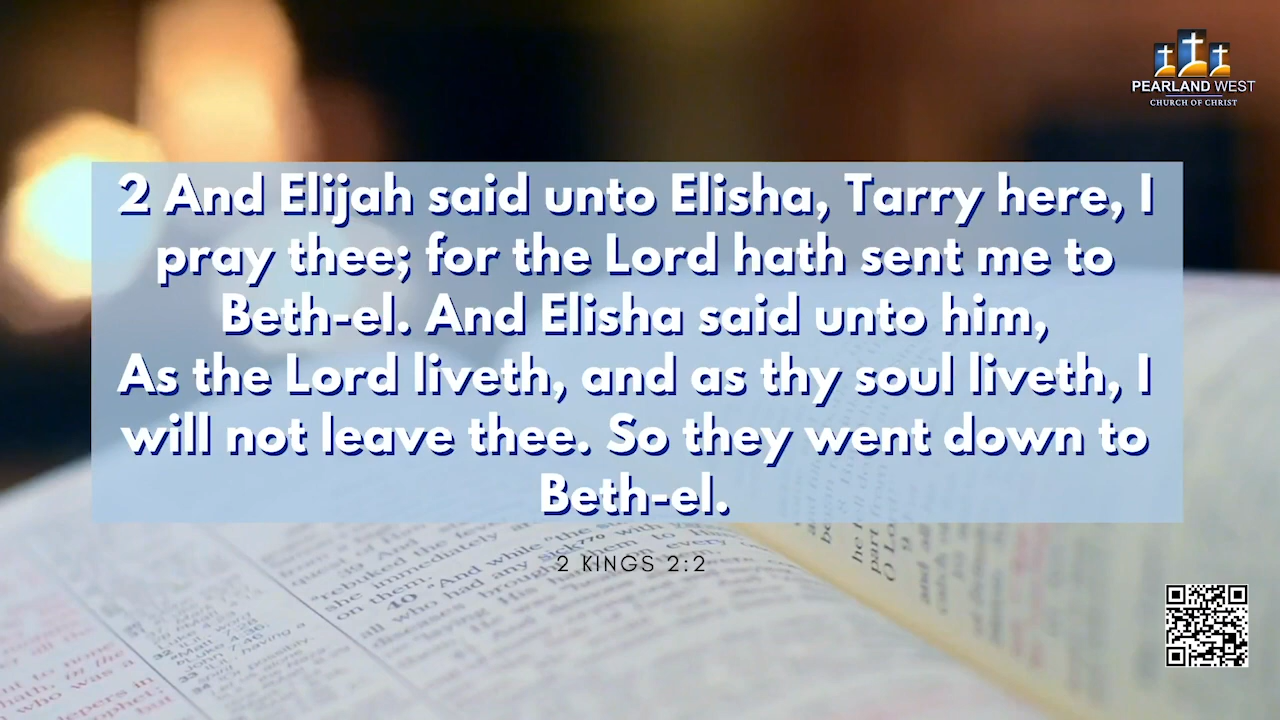 PEARLAND WEST
CHURCH OF CHRIST
2 And Elijah said unto Elisha, Tarry here, I
pray thee; for the Lord hath sent me to
Beth-el. And Elisha said unto him,
As the Lord liveth, and as thy soul liveth, I
will not leave thee. So they went down to
Beth-el.
2 KINGS 2:2